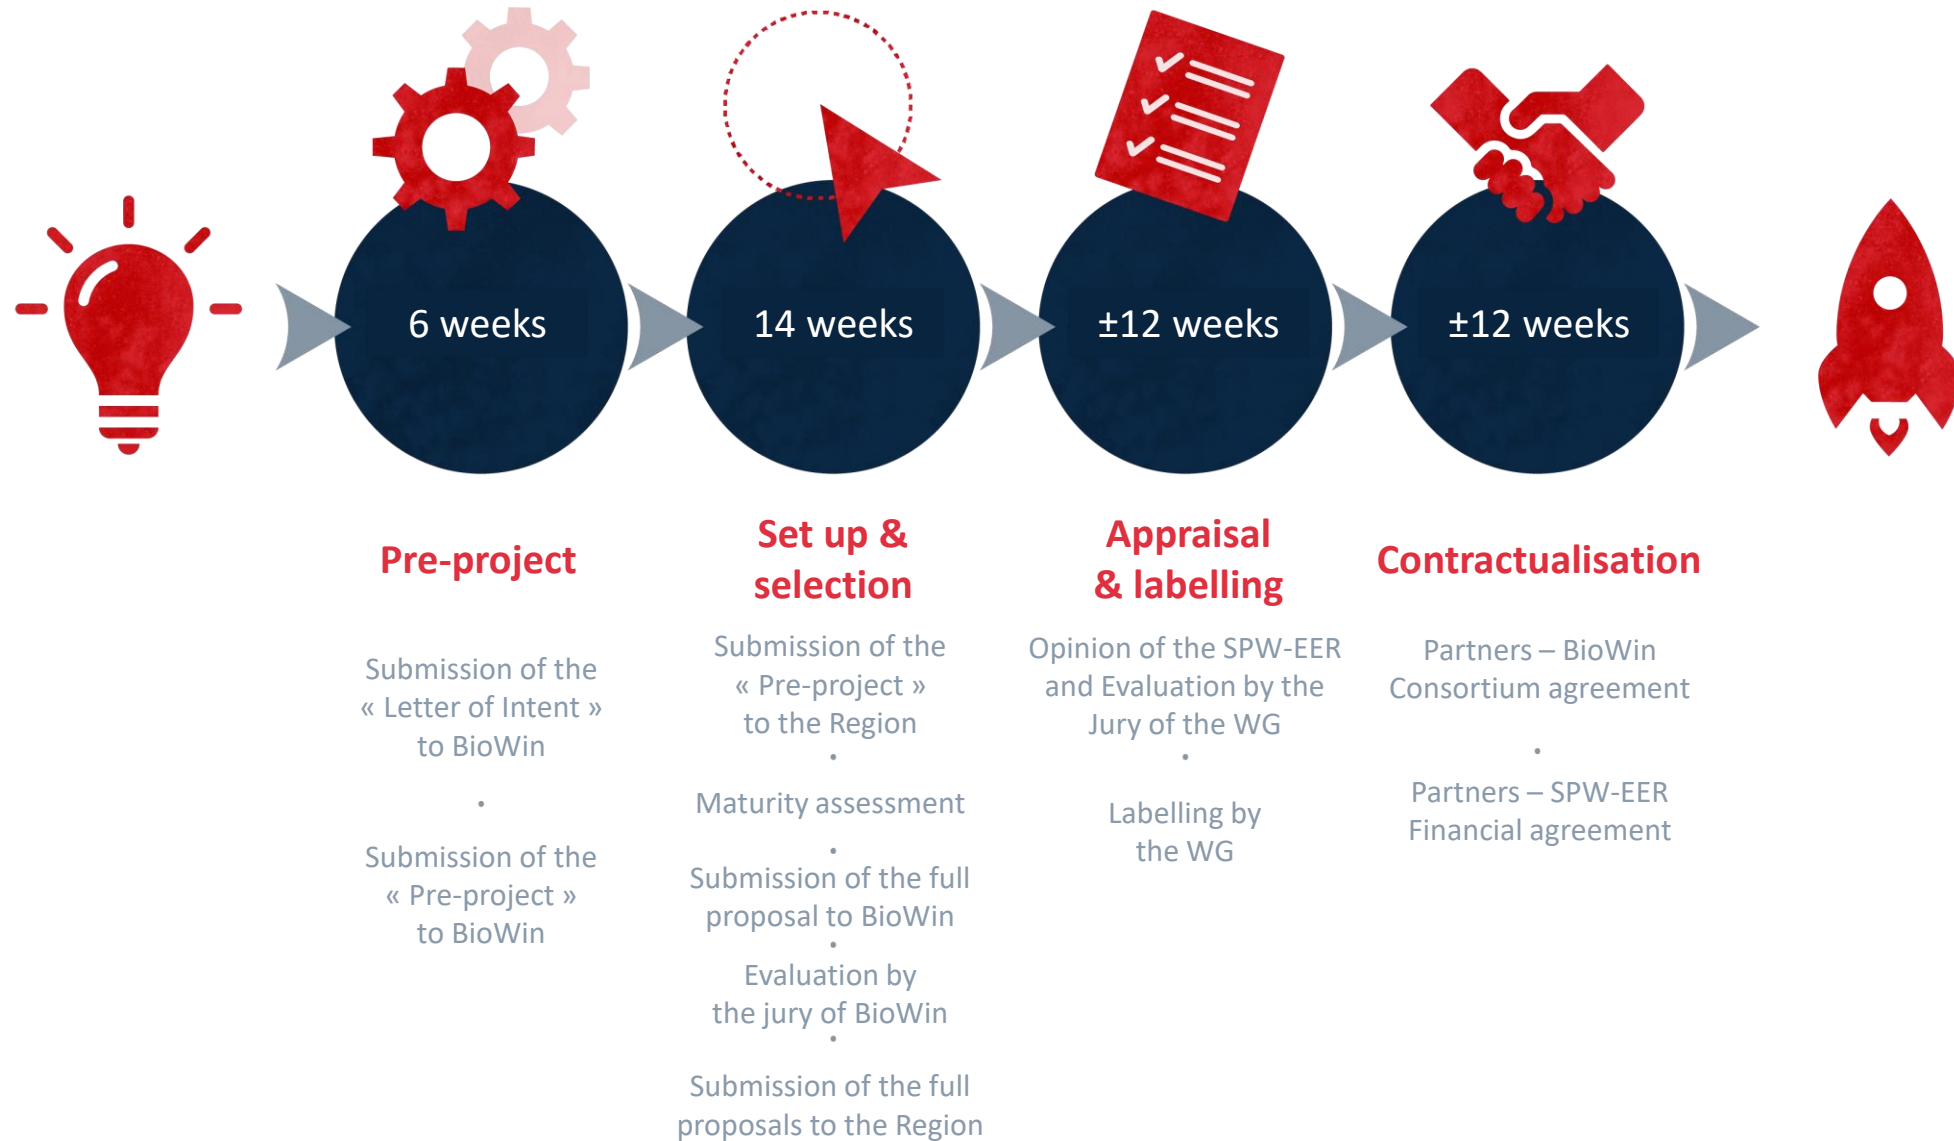 6 weeks
14 weeks
±12 weeks
±12 weeks
Pre-project
Submission of the
« Letter of Intent »
to BioWin
•
Submission of the
« Pre-project »
to BioWin
Set up &
selection
Submission of the
« Pre-project »
to the Region
•
Maturity assessment
•
Submission of the full
proposal to BioWin
•
Evaluation by
the jury of BioWin
•
Submission of the full
proposals to the Region
Appraisal
& labelling
Opinion of the SPW-EER
and Evaluation by the
Jury of the WG
•
Labelling by
the WG
Contractualisation
Partners – BioWin
Consortium agreement
•
Partners – SPW-EER
Financial agreement